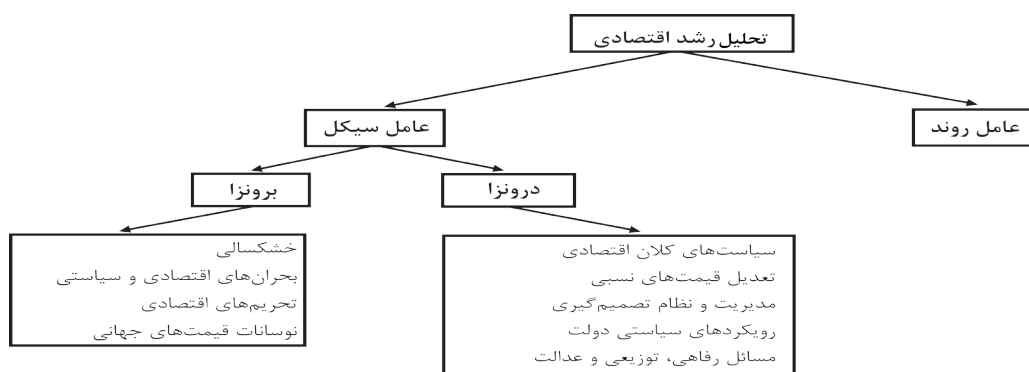 تحلیل رشد اقتصادی
عامل روند
عامل سیکل
درونزا
برونزا
سیاست‌های کلان اقتصادی
تعدیل قیمت‌های نسبی
مدیریت و نظام تصمیم‌گیری
رویکردهای سیاستی دولت
مسائل رفاهی، توزیعی و عدالت
خشکسالی
بحران‌های اقتصادی و سیاستی
تحریم‌های اقتصادی
نوسانات قیمت‌های جهانی